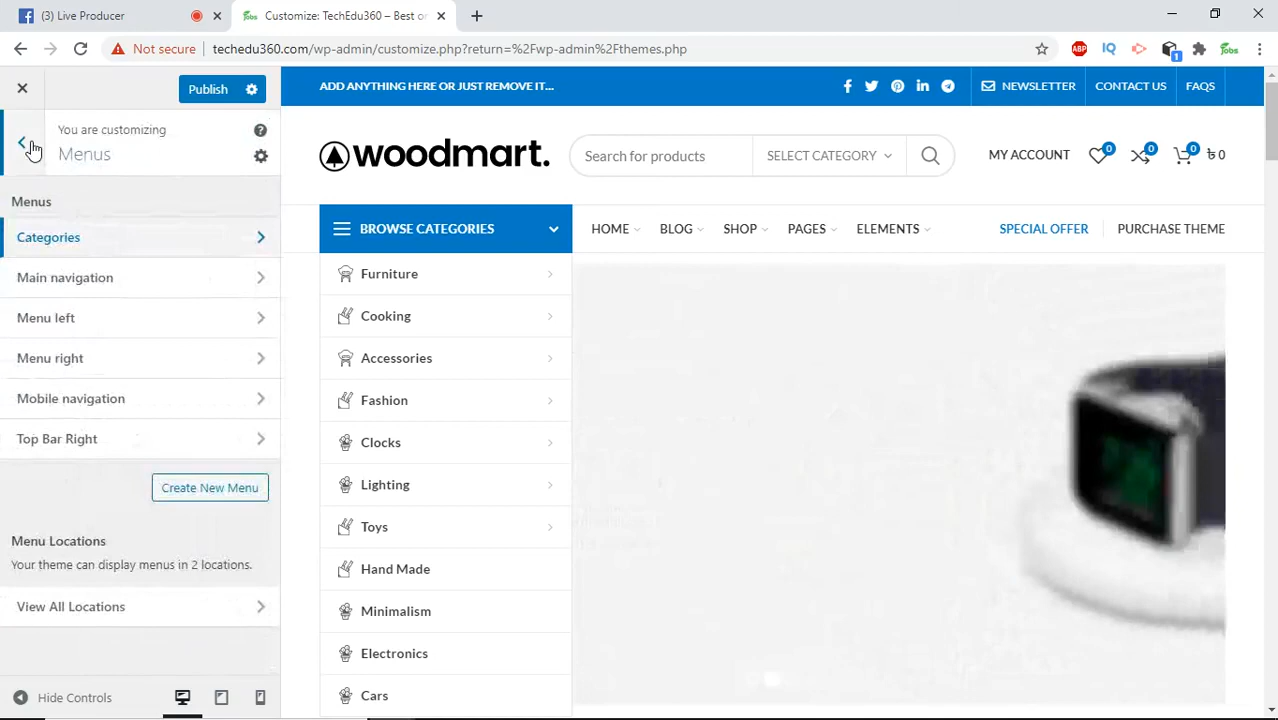 (3) Live Producer
Customize: TechEdu360 – Best or
Not secure
techedu360.com/wp-admin/customize.php?return=%2Fwp-admin%2Fthemes.php
ABP
IQ
1
Jobs
Publish
You are customizing
Menus
Menus
Categories
Main navigation
Menu left
Menu right
Mobile navigation
Top Bar Right
Create New Menu
Menu Locations
Your theme can display menus in 2 locations.
View All Locations
Hide Controls
ADD ANYTHING HERE OR JUST REMOVE IT…
NEWSLETTER
CONTACT US
FAQS
woodmart.
Search for products
SELECT CATEGORY
MY ACCOUNT
0
0
0
৳ 0
BROWSE CATEGORIES
HOME
BLOG
SHOP
PAGES
ELEMENTS
SPECIAL OFFER
PURCHASE THEME
Furniture
Cooking
Accessories
Fashion
Clocks
Lighting
Toys
Hand Made
Minimalism
Electronics
Cars